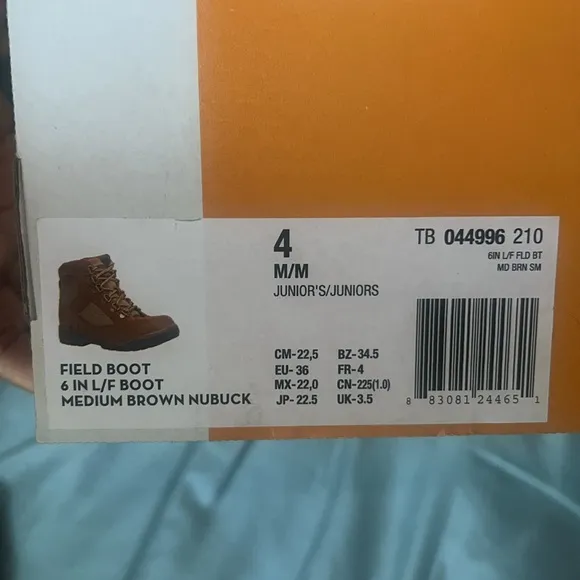 4
M/M
JUNIOR'S/JUNIORS
TB 044996 210
6IN L/F FLD BT
MD BRN SM
FIELD BOOT
6 IN L/F BOOT
MEDIUM BROWN NUBUCK
CM-22,5 BZ-34.5
EU- 36 FR-4
MX-22,0 CN-225(1.0)
JP- 22.5 UK-3.5
8 83081 24465 1